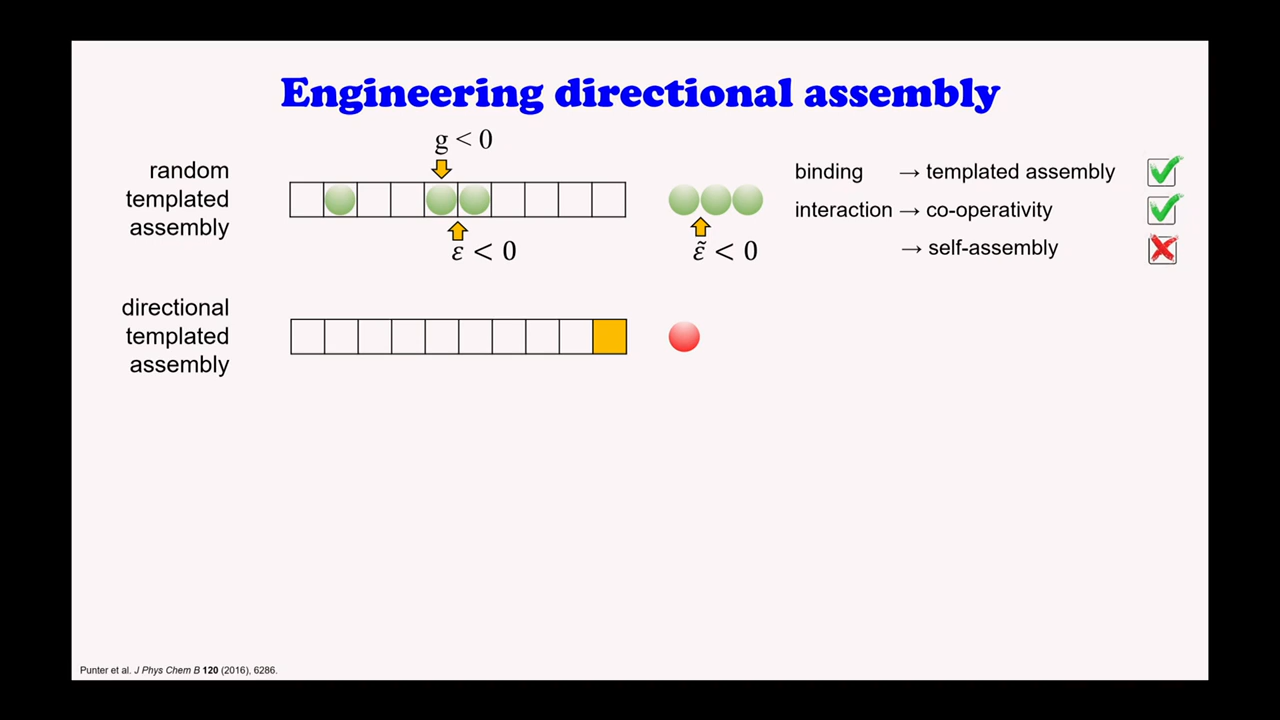 Engineering directional assembly
g < 0
random
templated
assembly
binding → templated assembly
interaction → co-operativity
→ self-assembly
ε < 0
ε̃ < 0
directional
templated
assembly
Punter et al. J Phys Chem B 120 (2016), 6286.